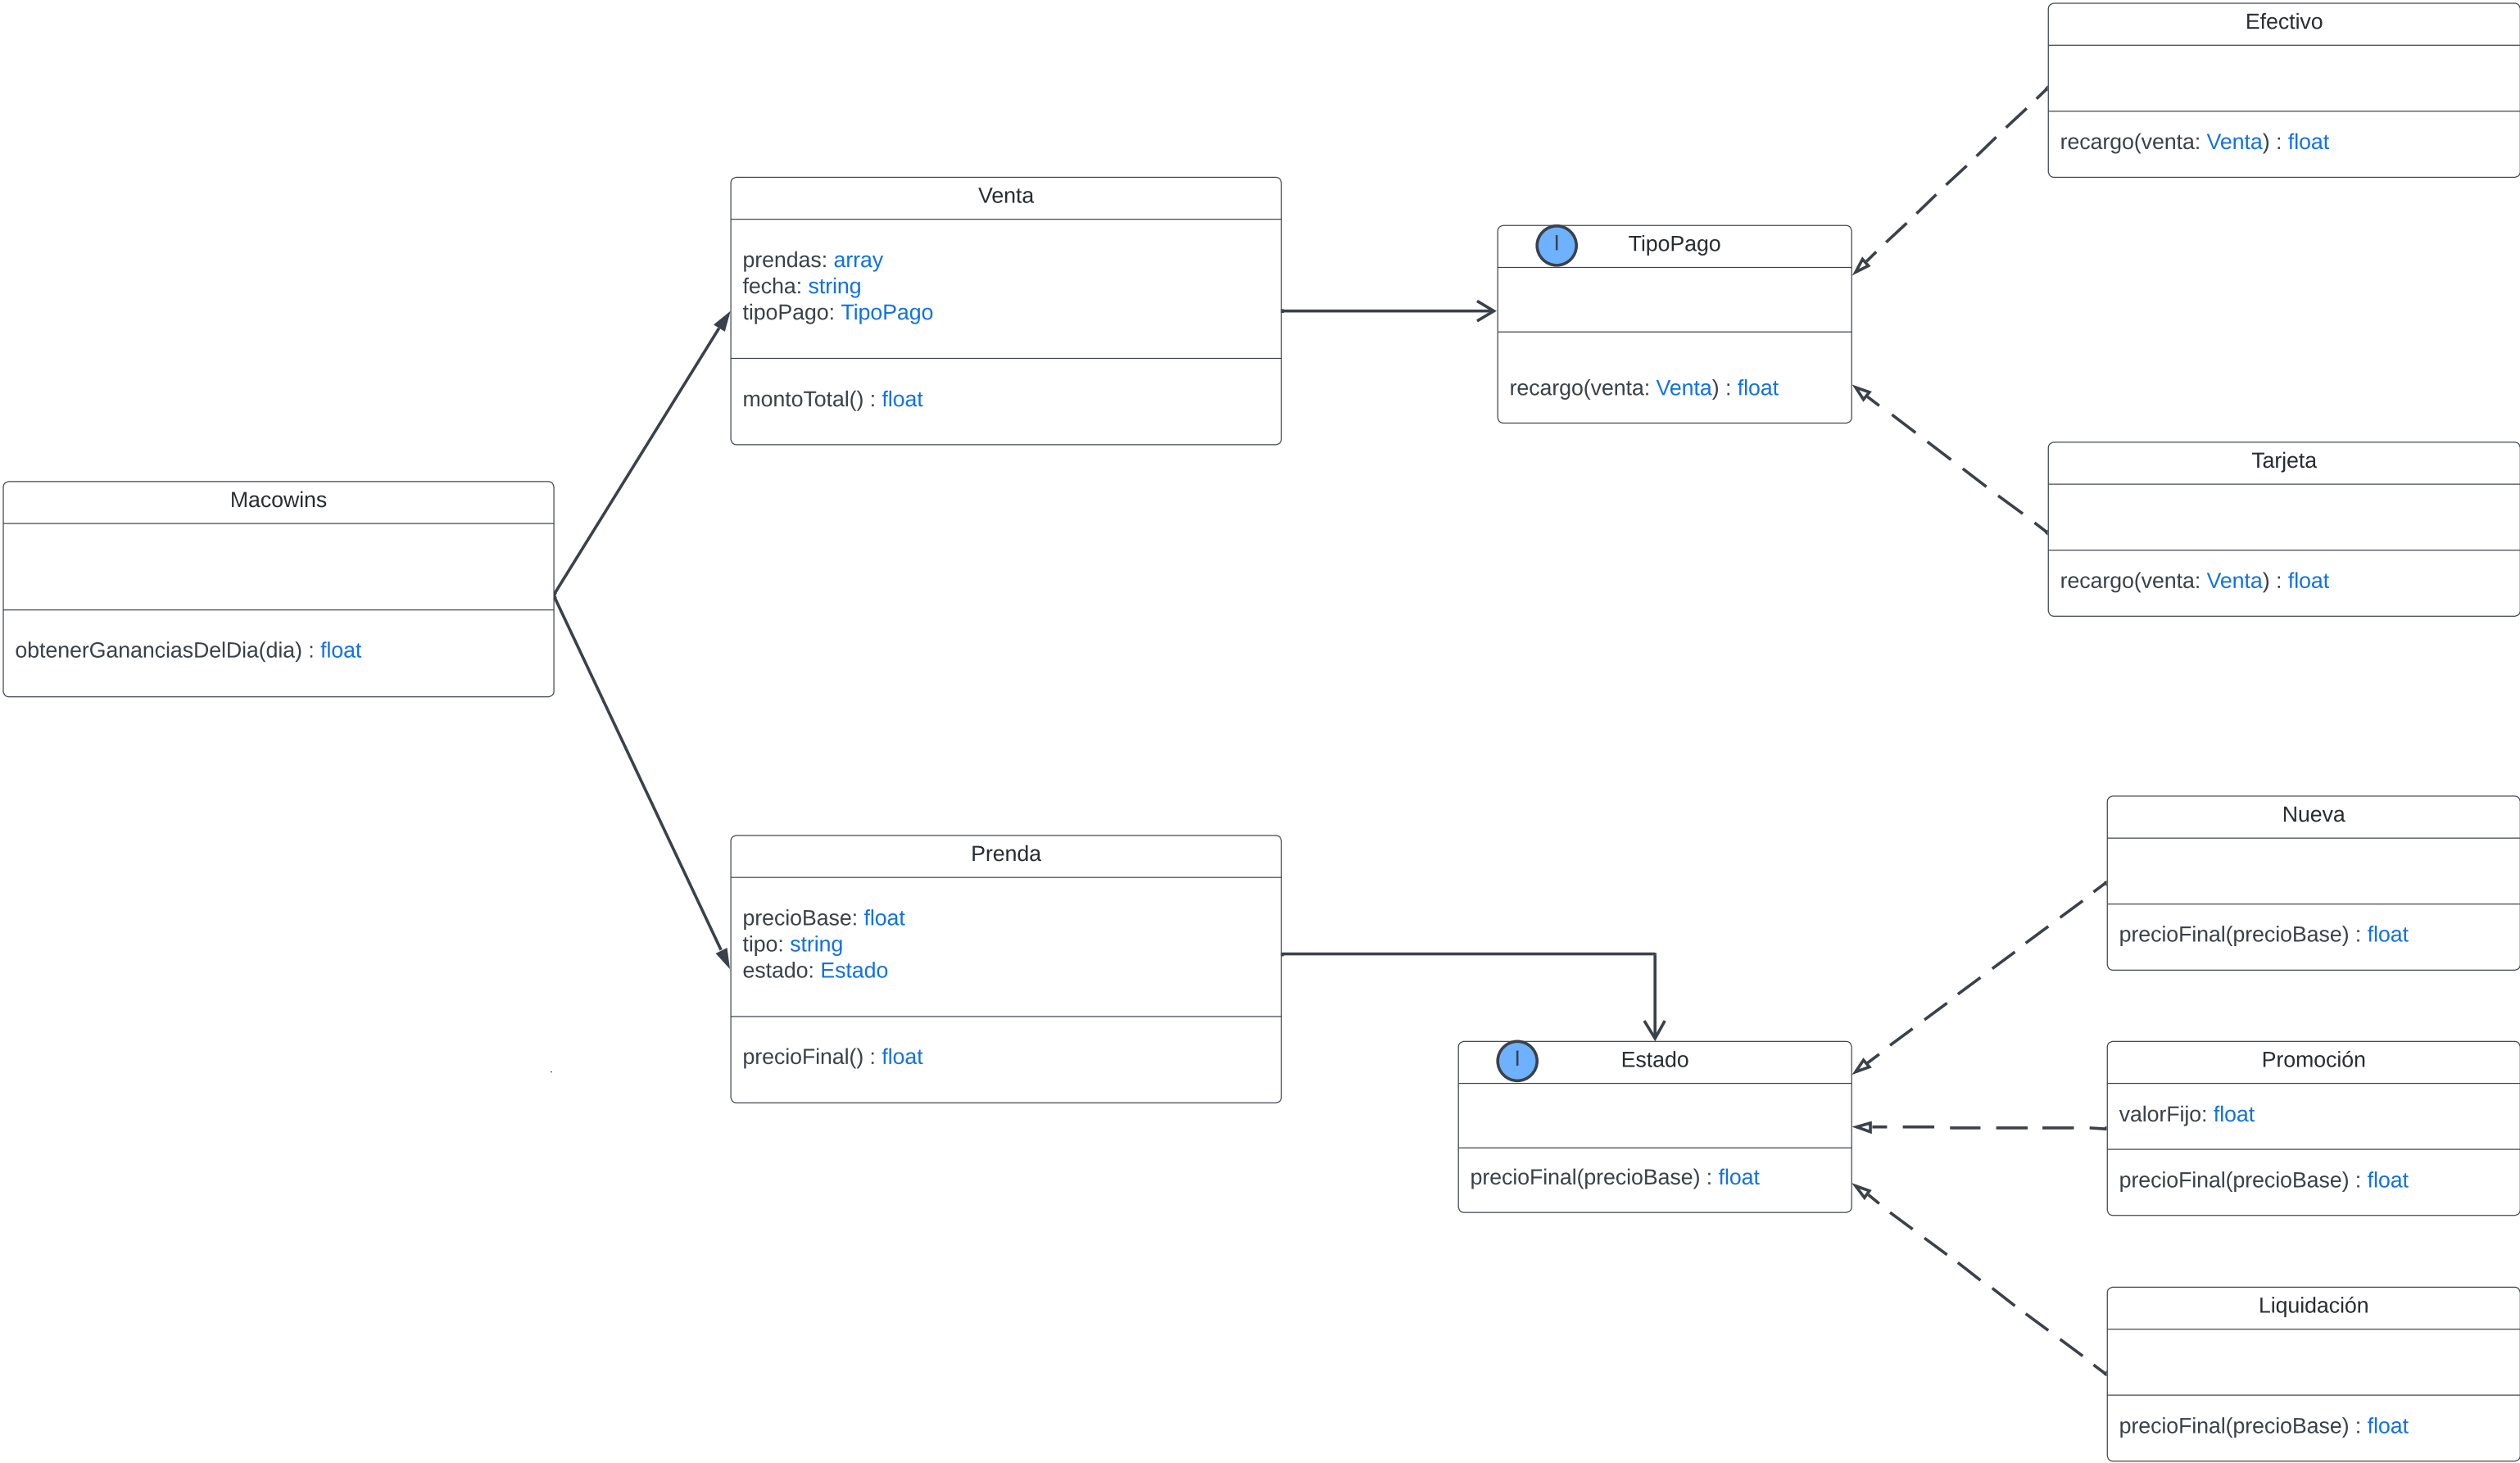 Efectivo
recargo(venta: Venta) : float
Venta
prendas: array
fecha: string
tipoPago: TipoPago
montoTotal() : float
I
TipoPago
recargo(venta: Venta) : float
Tarjeta
recargo(venta: Venta) : float
Macowins
obtenerGananciasDelDia(dia) : float
Prenda
precioBase: float
tipo: string
estado: Estado
precioFinal() : float
Nueva
precioFinal(precioBase) : float
I
Estado
precioFinal(precioBase) : float
Promoción
valorFijo: float
precioFinal(precioBase) : float
Liquidación
precioFinal(precioBase) : float